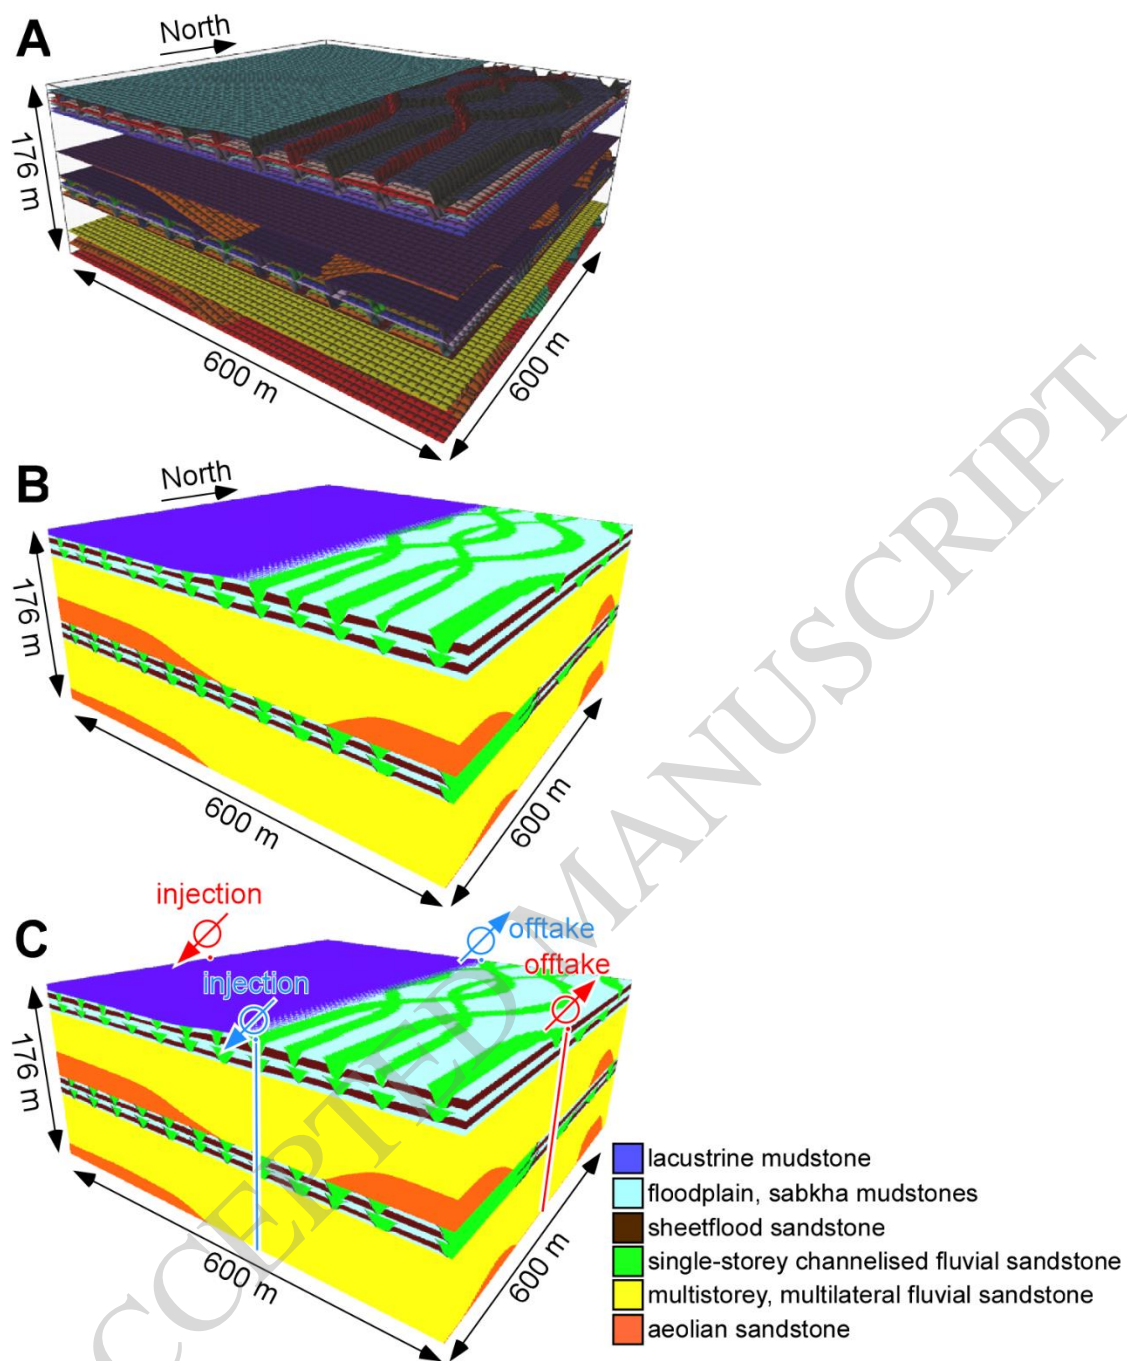 A
North
176 m
600 m
600 m
B
North
176 m
600 m
600 m
C
injection
offtake
injection
offtake
176 m
600 m
600 m
lacustrine mudstone
floodplain, sabkha mudstones
sheetflood sandstone
single-storey channelised fluvial sandstone
multistorey, multilateral fluvial sandstone
aeolian sandstone
CCEPTED MANUSCRIPT